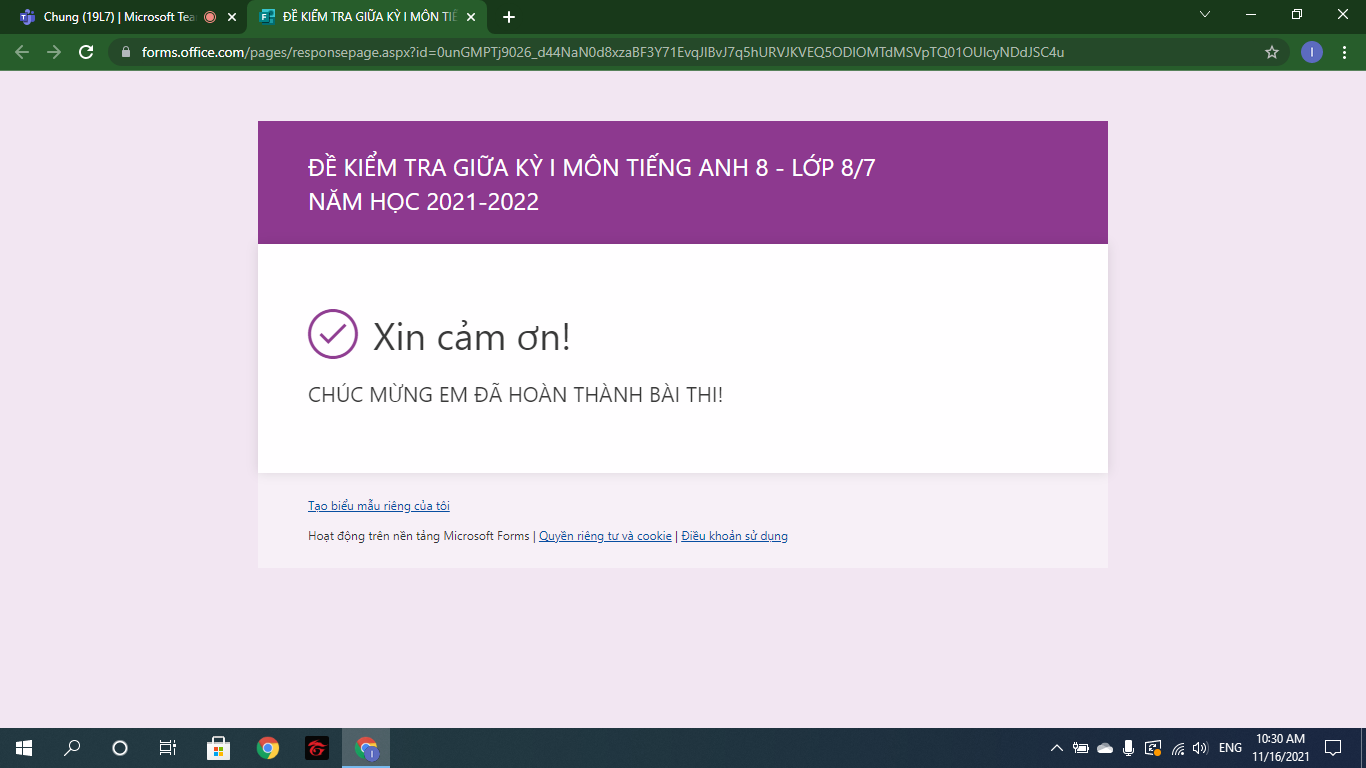 Chung (19L7) | Microsoft Tea
ĐỀ KIỂM TRA GIỮA KỲ I MÔN TIẾ
forms.office.com/pages/responsepage.aspx?id=0unGMPTj9026_d44NaN0d8xzaBF3Y71EvqJIBvJ7q5hURVJKVEQ5ODlOMTdMSVpTQ01OUlcyNDdJSC4u
I
ĐỀ KIỂM TRA GIỮA KỲ I MÔN TIẾNG ANH 8 - LỚP 8/7
NĂM HỌC 2021-2022
Xin cảm ơn!
CHÚC MỪNG EM ĐÃ HOÀN THÀNH BÀI THI!
Tạo biểu mẫu riêng của tôi
Hoạt động trên nền tảng Microsoft Forms | Quyền riêng tư và cookie | Điều khoản sử dụng
I
ENG
10:30 AM
11/16/2021